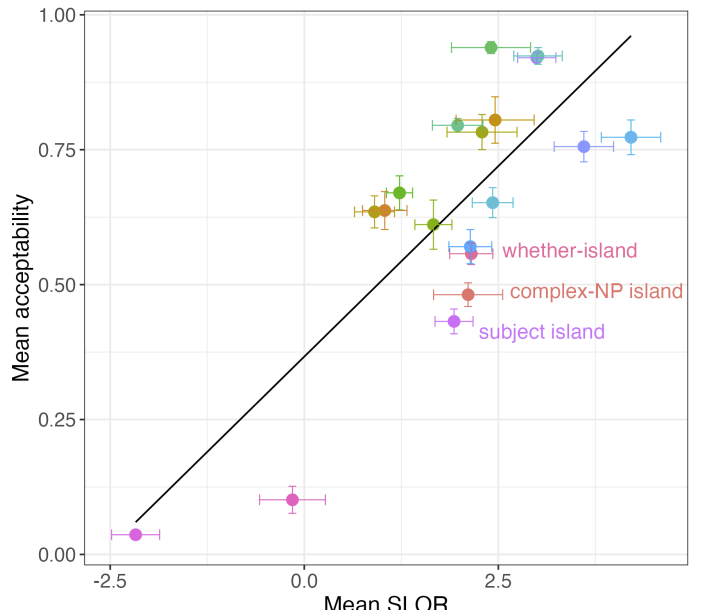 1.00
0.75
0.50
0.25
0.00
Mean acceptability
whether-island
complex-NP island
subject island
-2.5
0.0
2.5
Mean SLOR